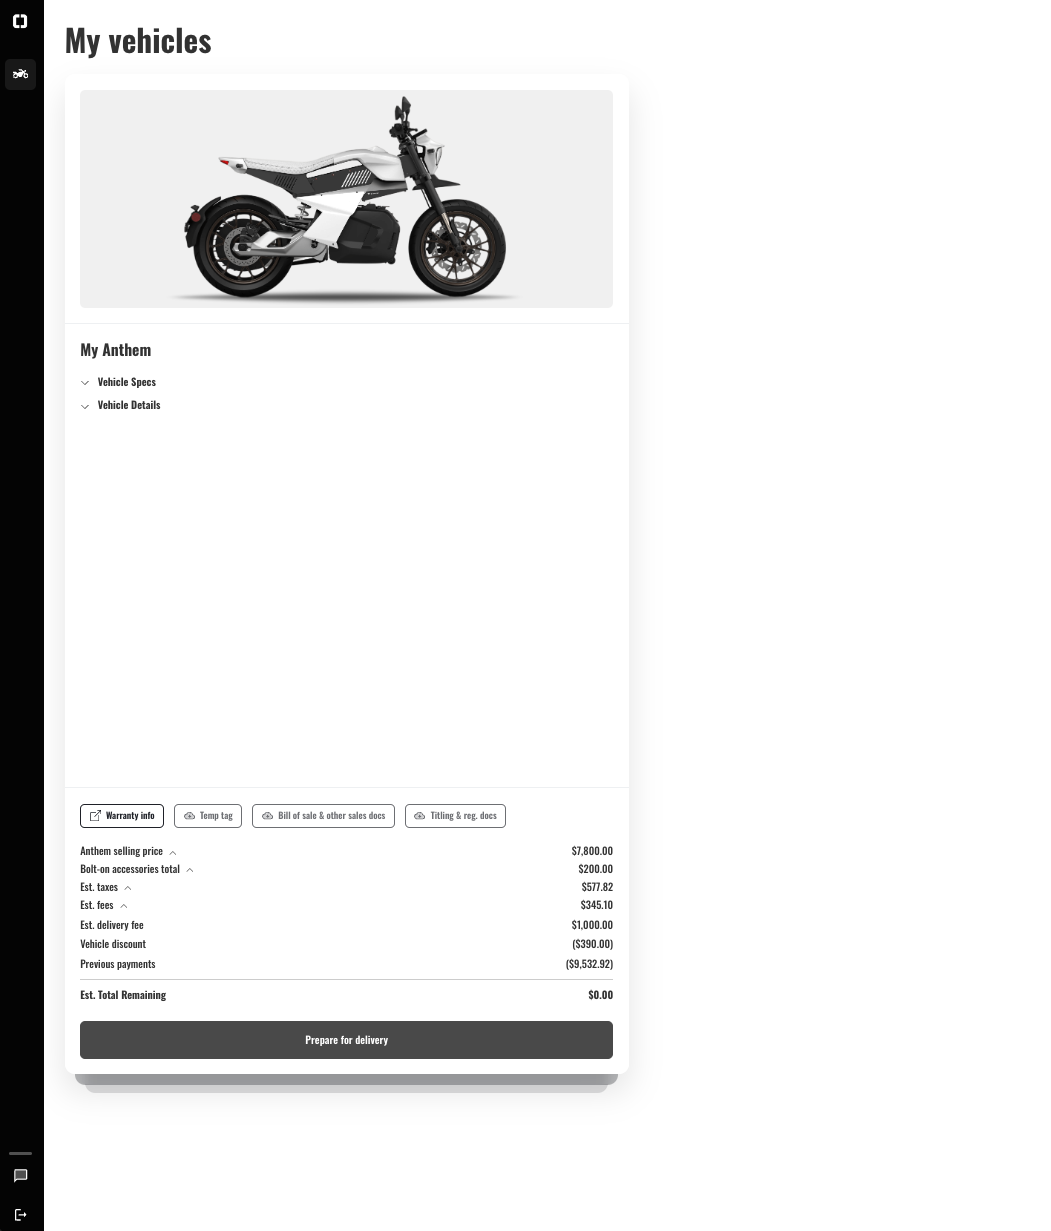 My vehicles
My Anthem
Vehicle Specs
Vehicle Details
Warranty info Temp tag Bill of sale & other sales docs Titling & reg. docs
Anthem selling price $7,800.00
Bolt-on accessories total $200.00
Est. taxes $577.82
Est. fees $345.10
Est. delivery fee $1,000.00
Vehicle discount ($390.00)
Previous payments ($9,532.92)
Est. Total Remaining $0.00
Prepare for delivery